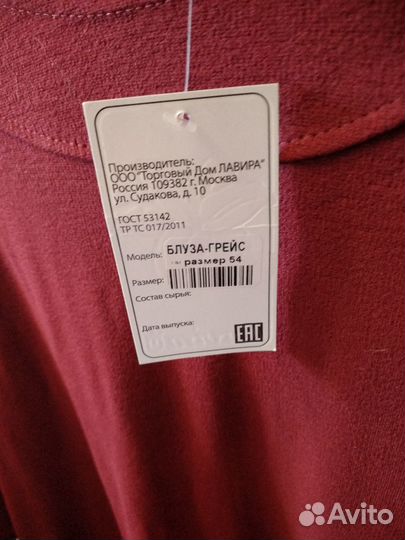 Производитель:
ООО "Торговый Дом ЛАВИРА"
Россия 109382 г. Москва
ул. Судакова, д. 10
ГОСТ 53142
ТР ТС 017/2011
Модель: БЛУЗА-ГРЕЙС
размер 54
Размер:
Состав сырья:
Дата выпуска:
EAC
Avito